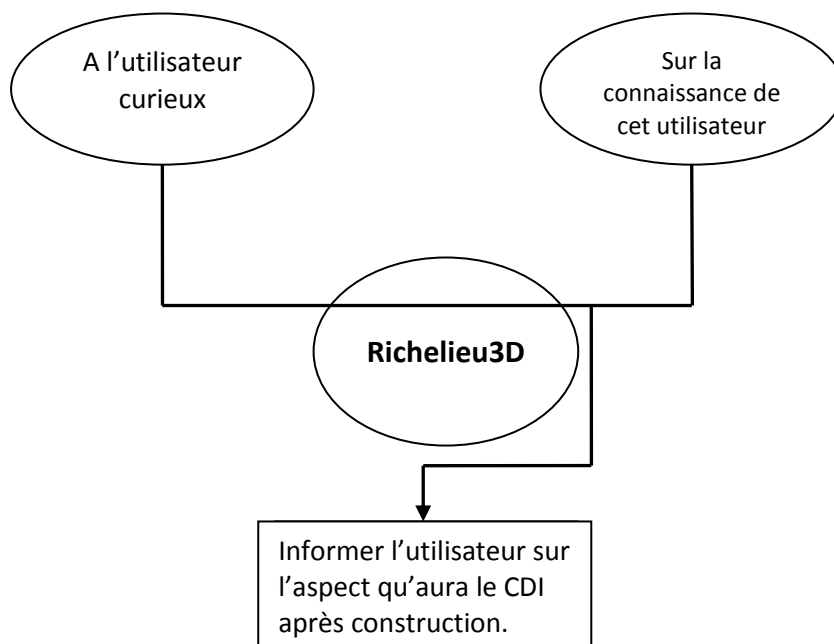 A l’utilisateur
curieux
Sur la
connaissance de
cet utilisateur
Richelieu3D
Informer l’utilisateur sur
l’aspect qu’aura le CDI
après construction.